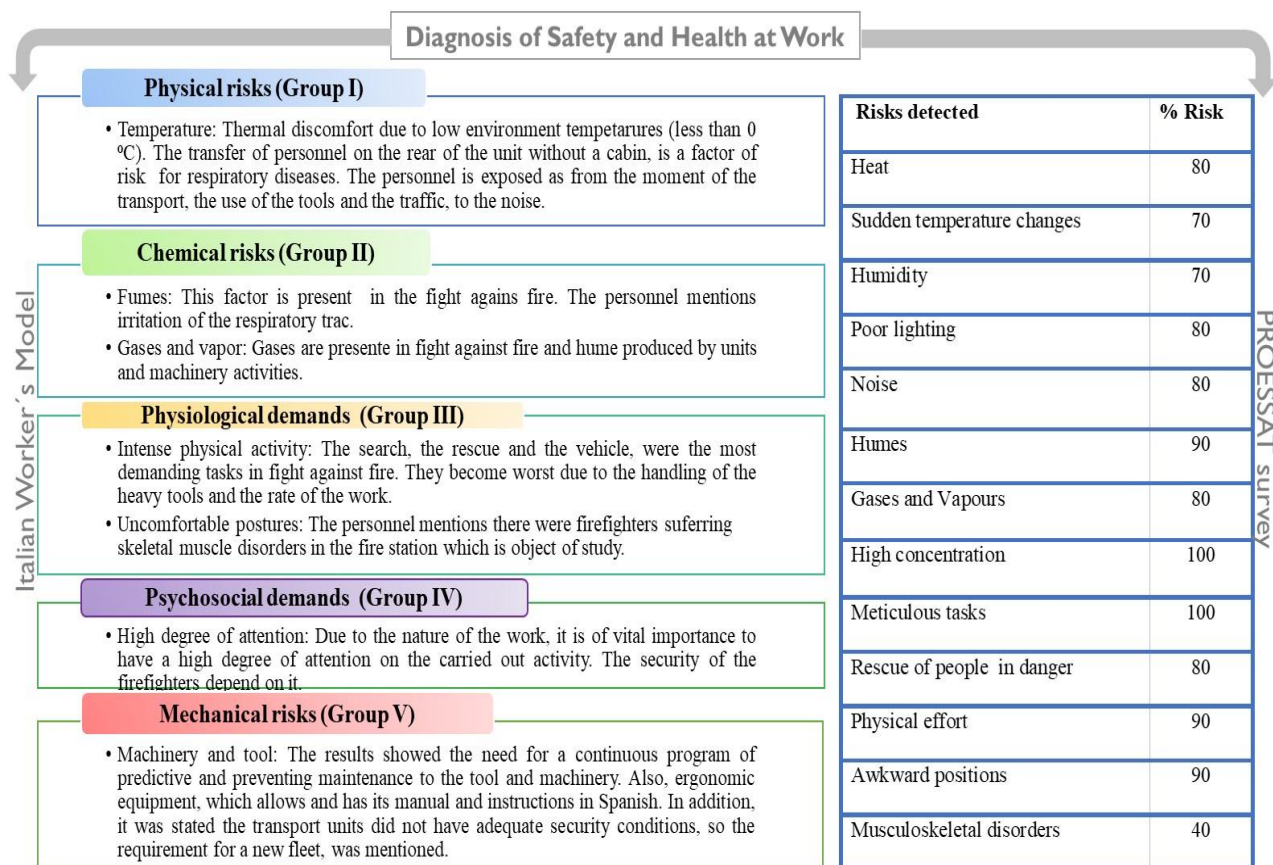 Diagnosis of Safety and Health at Work
Italian Worker´s Model
Physical risks (Group I)
• Temperature: Thermal discomfort due to low environment tempetarures (less than 0
ºC). The transfer of personnel on the rear of the unit without a cabin, is a factor of
risk for respiratory diseases. The personnel is exposed as from the moment of the
transport, the use of the tools and the traffic, to the noise.
Chemical risks (Group II)
• Fumes: This factor is present in the fight agains fire. The personnel mentions
irritation of the respiratory trac.
• Gases and vapor: Gases are presente in fight against fire and hume produced by units
and machinery activities.
Physiological demands (Group III)
• Intense physical activity: The search, the rescue and the vehicle, were the most
demanding tasks in fight against fire. They become worst due to the handling of the
heavy tools and the rate of the work.
• Uncomfortable postures: The personnel mentions there were firefighters suferring
skeletal muscle disorders in the fire station which is object of study.
Psychosocial demands (Group IV)
• High degree of attention: Due to the nature of the work, it is of vital importance to
have a high degree of attention on the carried out activity. The security of the
firefighters depend on it.
Mechanical risks (Group V)
• Machinery and tool: The results showed the need for a continuous program of
predictive and preventing maintenance to the tool and machinery. Also, ergonomic
equipment, which allows and has its manual and instructions in Spanish. In addition,
it was stated the transport units did not have adequate security conditions, so the
requirement for a new fleet, was mentioned.
Risks detected % Risk
Heat 80
Sudden temperature changes 70
Humidity 70
Poor lighting 80
Noise 80
Humes 90
Gases and Vapours 80
High concentration 100
Meticulous tasks 100
Rescue of people in danger 80
Physical effort 90
Awkward positions 90
Musculoskeletal disorders 40
PROESSAT survey